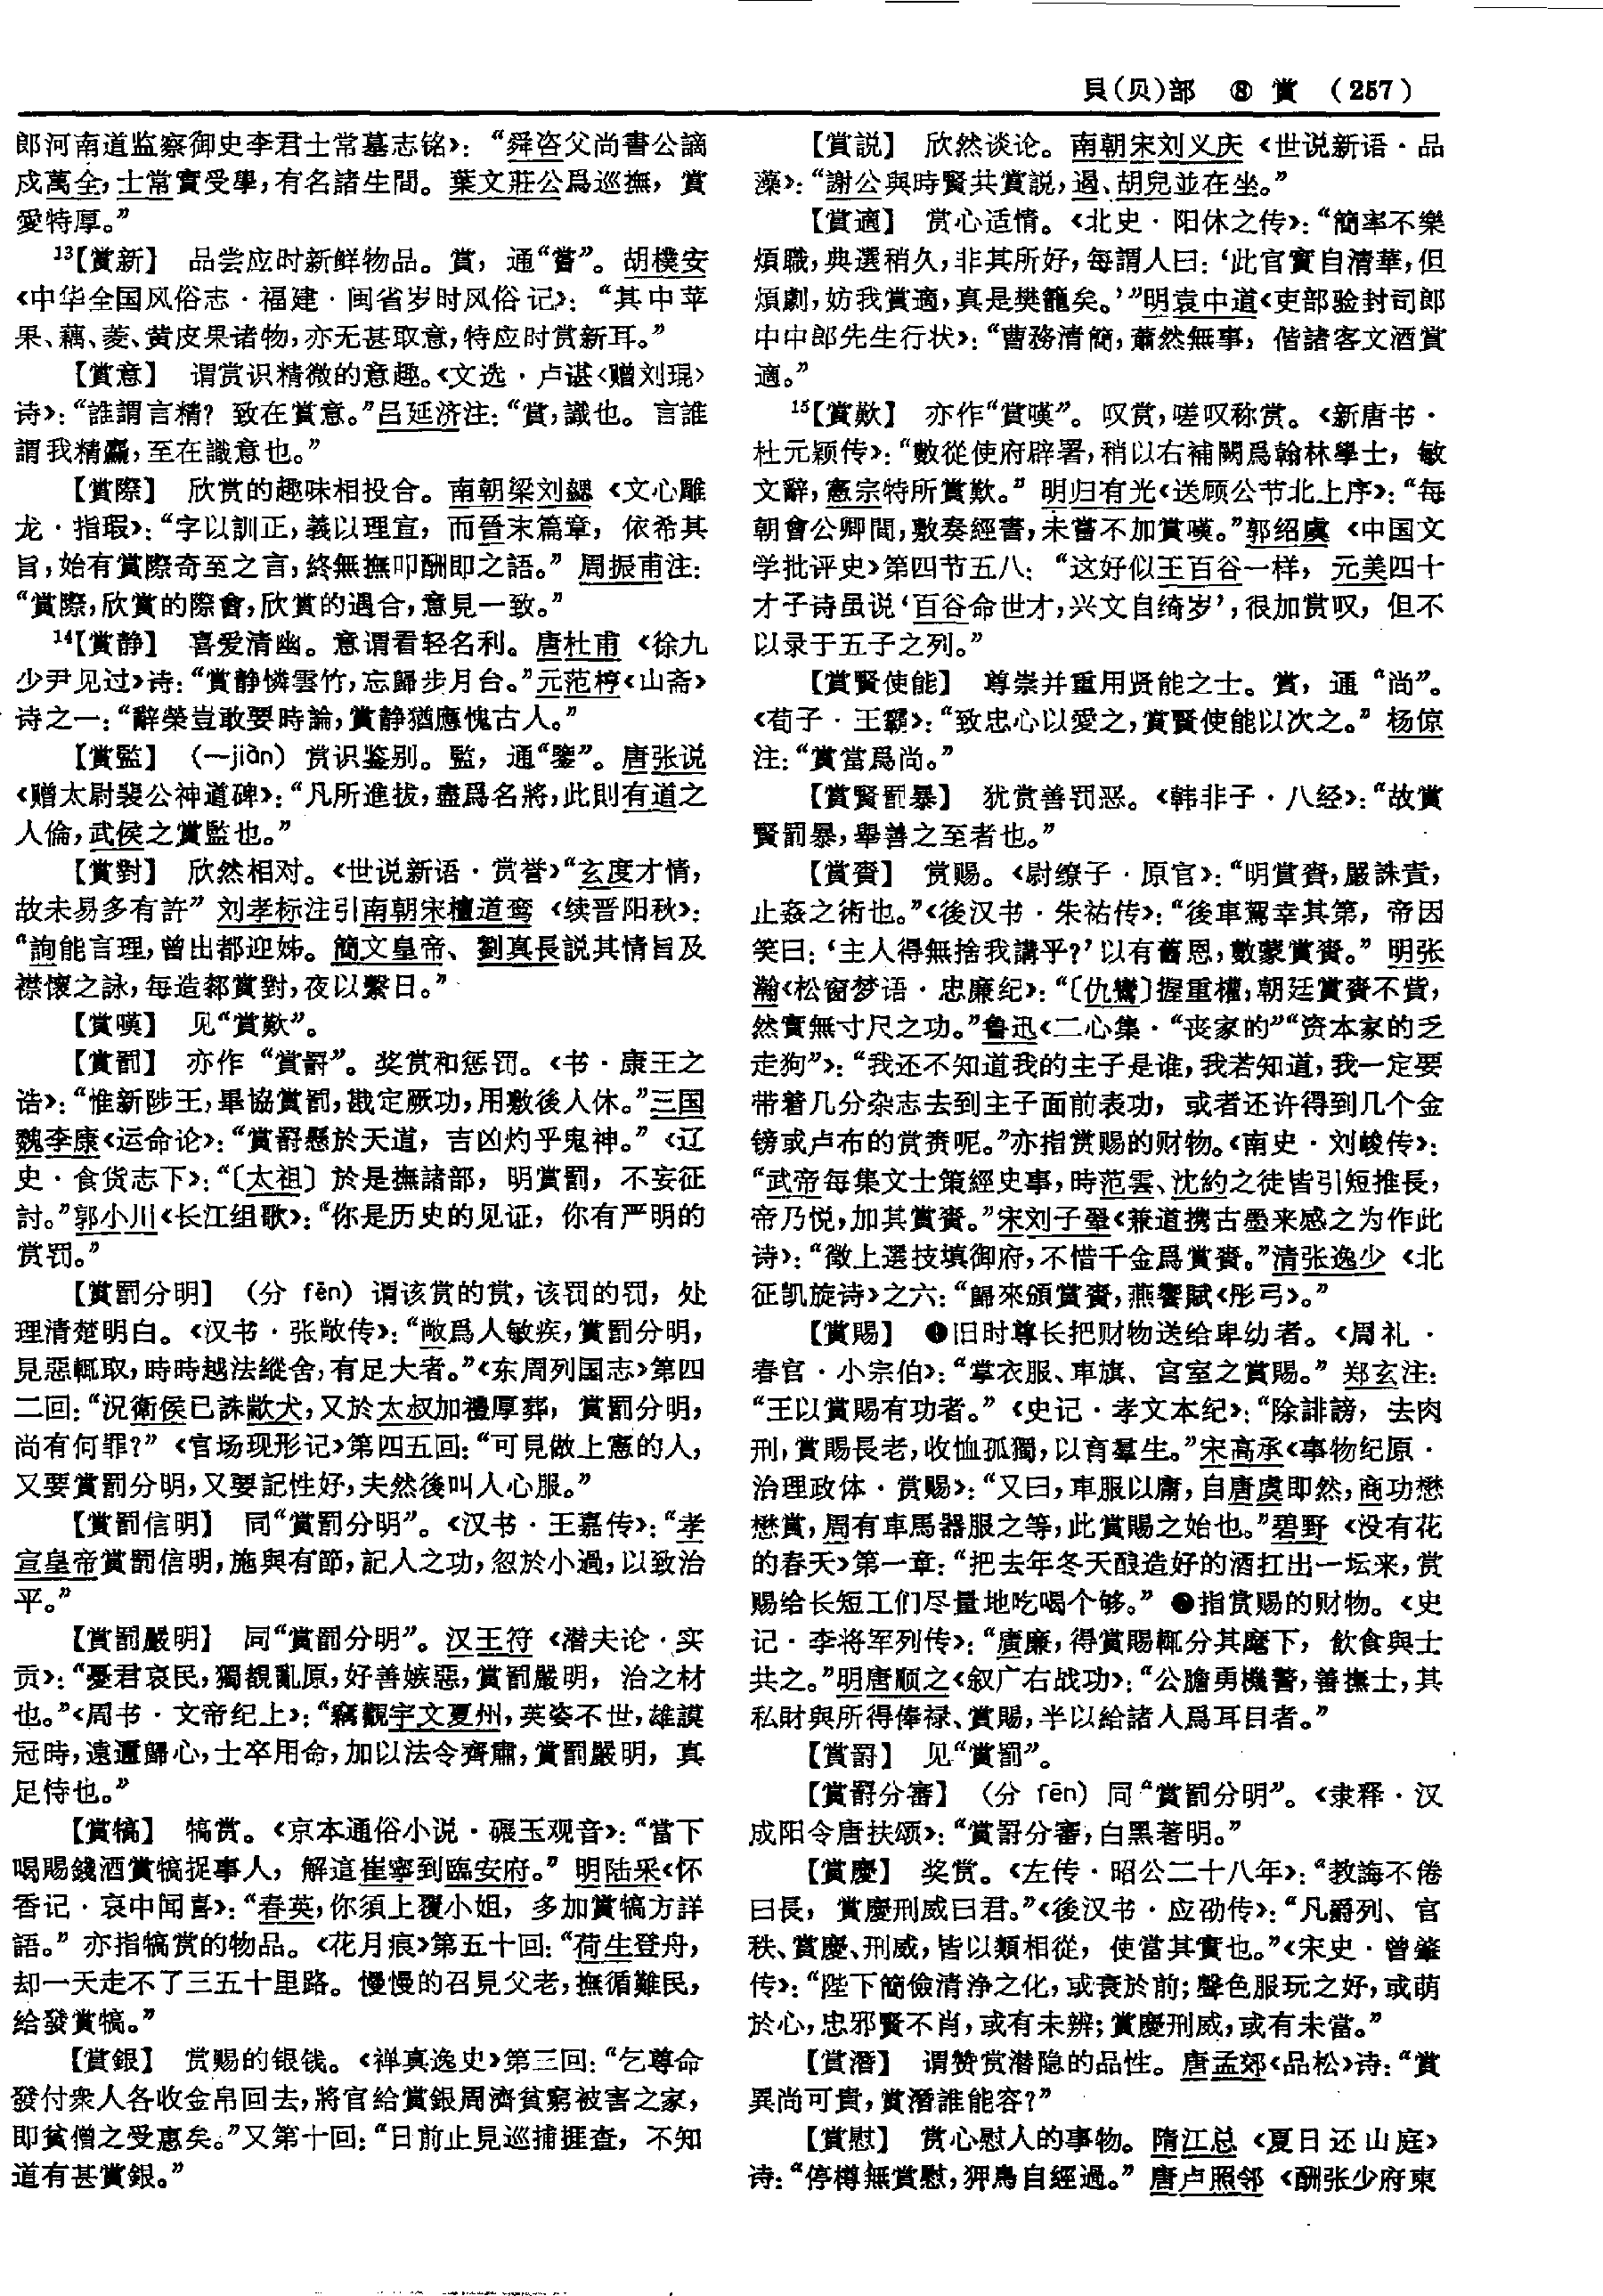 貝(贝)部 ⑧ 賞 (257)
郎河南道监察御史李君士常墓志铭》：“舜咨父尚書公謫
戍萬全，士常實受學，有名諸生間。葉文莊公爲巡撫，賞
愛特厚。”
13【賞新】 品尝应时新鲜物品。賞，通“嘗”。胡樸安
《中华全国风俗志·福建·闽省岁时风俗记》：“其中苹
果、藕、菱、黄皮果诸物，亦无甚取意，特应时赏新耳。”
【賞意】 谓赏识精微的意趣。《文选·卢谌〈赠刘琨〉
诗》：“誰謂言精？致在賞意。”吕延济注：“賞，識也。言誰
謂我精麤，至在識意也。”
【賞際】 欣赏的趣味相投合。南朝梁刘勰《文心雕
龙·指瑕》：“字以訓正，義以理宣，而晉末篇章，依希其
旨，始有賞際奇至之言，終無撫叩酬即之語。”周振甫注：
“賞際，欣賞的際會，欣賞的遇合，意見一致。”
14【賞静】 喜爱清幽。意谓看轻名利。唐杜甫《徐九
少尹见过》诗：“賞静憐雲竹，忘歸步月台。”元范梈《山斋》
诗之一：“辭榮豈敢要時論，賞静猶應愧古人。”
【賞監】 （—jiàn）赏识鉴别。監，通“鑒”。唐张说
《赠太尉裴公神道碑》：“凡所進拔，盡爲名將，此則有道之
人倫，武侯之賞監也。”
【賞對】 欣然相对。《世说新语·赏誉》“玄度才情，
故未易多有許”刘孝标注引南朝宋檀道鸾《续晋阳秋》：
“詢能言理，曾出都迎姊。簡文皇帝、劉真長説其情旨及
襟懷之詠，每造都賞對，夜以繫日。”
【賞嘆】 见“賞歎”。
【賞罰】 亦作“賞罸”。奖赏和惩罚。《书·康王之
诰》：“惟新陟王，畢協賞罰，戡定厥功，用敷後人休。”三国
魏李康《运命论》：“賞罸懸於天道，吉凶灼乎鬼神。”《辽
史·食货志下》：“〔太祖〕於是撫諸部，明賞罰，不妄征
討。”郭小川《长江组歌》：“你是历史的见证，你有严明的
赏罚。”
【賞罰分明】 （分 fēn）谓该赏的赏，该罚的罚，处
理清楚明白。《汉书·张敞传》：“敞爲人敏疾，賞罰分明，
見惡輒取，時時越法縱舍，有足大者。”《东周列国志》第四
二回：“況衛侯已誅歂犬，又於太叔加禮厚葬，賞罰分明，
尚有何罪？”《官场现形记》第四五回：“可見做上憲的人，
又要賞罰分明，又要記性好，夫然後叫人心服。”
【賞罰信明】 同“賞罰分明”。《汉书·王嘉传》：“孝
宣皇帝賞罰信明，施與有節，記人之功，忽於小過，以致治
平。”
【賞罰嚴明】 同“賞罰分明”。汉王符《潜夫论·实
贡》：“憂君哀民，獨覩亂原，好善嫉惡，賞罰嚴明，治之材
也。”《周书·文帝纪上》：“竊觀宇文夏州，英姿不世，雄謨
冠時，遠邇歸心，士卒用命，加以法令齊肅，賞罰嚴明，真
足恃也。”
【賞犒】 犒赏。《京本通俗小说·碾玉观音》：“當下
喝賜錢酒賞犒捉事人，解這崔寧到臨安府。”明陆采《怀
香记·哀中闻喜》：“春英，你須上覆小姐，多加賞犒方詳
語。”亦指犒赏的物品。《花月痕》第五十回：“荷生登舟，
却一天走不了三五十里路。慢慢的召見父老，撫循難民，
給發賞犒。”
【賞銀】 赏赐的银钱。《禅真逸史》第三回：“乞尊命
發付衆人各收金帛回去，將官給賞銀周濟貧窮被害之家，
即貧僧之受惠矣。”又第十回：“日前止見巡捕捱查，不知
道有甚賞銀。”
【賞説】 欣然谈论。南朝宋刘义庆《世说新语·品
藻》：“謝公與時賢共賞説，遏、胡兒並在坐。”
【賞適】 赏心适情。《北史·阳休之传》：“簡率不樂
煩職，典選稍久，非其所好，每謂人曰：‘此官實自清華，但
煩劇，妨我賞適，真是樊籠矣。’”明袁中道《吏部验封司郎
中中郎先生行状》：“曹務清簡，蕭然無事，偕諸客文酒賞
適。”
15【賞歎】 亦作“賞嘆”。叹赏，嗟叹称赏。《新唐书·
杜元颖传》：“數從使府辟署，稍以右補闕爲翰林學士，敏
文辭，憲宗特所賞歎。”明归有光《送顾公节北上序》：“每
朝會公卿間，敷奏經書，未嘗不加賞嘆。”郭绍虞《中国文
学批评史》第四节五八：“这好似王百谷一样，元美四十
才子诗虽说‘百谷命世才，兴文自绮岁’，很加赏叹，但不
以录于五子之列。”
【賞賢使能】 尊崇并重用贤能之士。賞，通“尚”。
《荀子·王霸》：“致忠心以愛之，賞賢使能以次之。”杨倞
注：“賞當爲尚。”
【賞賢罰暴】 犹赏善罚恶。《韩非子·八经》：“故賞
賢罰暴，舉善之至者也。”
【賞賚】 赏赐。《尉缭子·原官》：“明賞賚，嚴誅責，
止姦之術也。”《後汉书·朱祐传》：“後車駕幸其第，帝因
笑曰：‘主人得無捨我講乎？’以有舊恩，數蒙賞賚。”明张
瀚《松窗梦语·忠廉纪》：“〔仇鸞〕握重權，朝廷賞賚不貲，
然實無寸尺之功。”鲁迅《二心集·“丧家的”“资本家的乏
走狗”》：“我还不知道我的主子是谁，我若知道，我一定要
带着几分杂志去到主子面前表功，或者还许得到几个金
镑或卢布的赏赉呢。”亦指赏赐的财物。《南史·刘峻传》：
“武帝每集文士策經史事，時范雲、沈約之徒皆引短推長，
帝乃悦，加其賞賚。”宋刘子翚《兼道携古墨来感之为作此
诗》：“徵上選技填御府，不惜千金爲賞賚。”清张逸少《北
征凯旋诗》之六：“歸來頒賞賚，燕饗賦《彤弓》。”
【賞賜】 ❶旧时尊长把财物送给卑幼者。《周礼·
春官·小宗伯》：“掌衣服、車旗、宫室之賞賜。”郑玄注：
“王以賞賜有功者。”《史记·孝文本纪》：“除誹謗，去肉
刑，賞賜長老，收恤孤獨，以育羣生。”宋高承《事物纪原·
治理政体·赏赐》：“又曰，車服以庸，自唐虞即然，商功懋
懋賞，周有車馬器服之等，此賞賜之始也。”碧野《没有花
的春天》第一章：“把去年冬天酿造好的酒扛出一坛来，赏
赐给长短工们尽量地吃喝个够。”❷指赏赐的财物。《史
记·李将军列传》：“廣廉，得賞賜輒分其麾下，飲食與士
共之。”明唐顺之《叙广右战功》：“公膽勇機警，善撫士，其
私財與所得俸禄、賞賜，半以給諸人爲耳目者。”
【賞罸】 见“賞罰”。
【賞罸分審】 （分 fēn）同“賞罰分明”。《隶释·汉
成阳令唐扶颂》：“賞罸分審，白黑著明。”
【賞慶】 奖赏。《左传·昭公二十八年》：“教誨不倦
曰長，賞慶刑威曰君。”《後汉书·应劭传》：“凡爵列、官
秩、賞慶、刑威，皆以類相從，使當其實也。”《宋史·曾肇
传》：“陛下簡儉清浄之化，或衰於前；聲色服玩之好，或萌
於心，忠邪賢不肖，或有未辨；賞慶刑威，或有未當。”
【賞潛】 谓赞赏潜隐的品性。唐孟郊《品松》诗：“賞
異尚可貴，賞潛誰能容？”
【賞慰】 赏心慰人的事物。隋江总《夏日还山庭》
诗：“停樽無賞慰，狎鳥自經過。”唐卢照邻《酬张少府柬